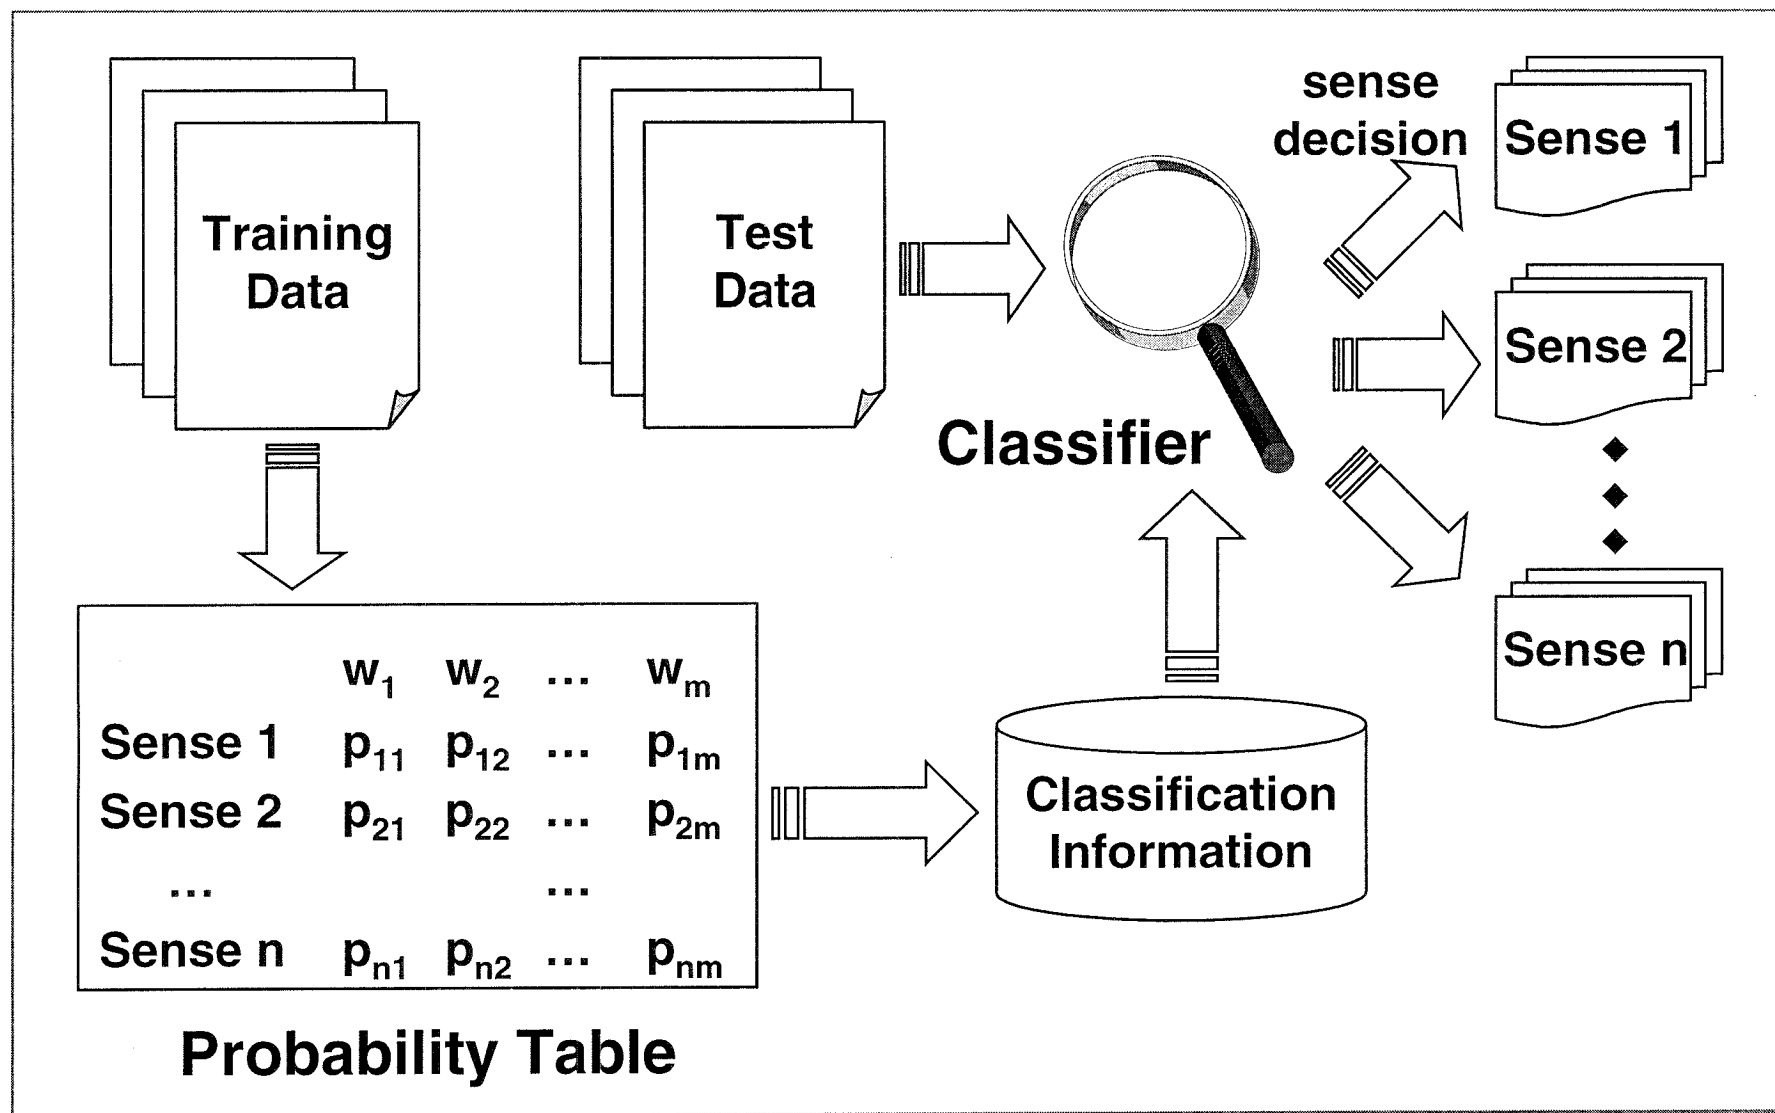 Training
Data
Test
Data
sense
decision
Classifier
Sense 1
Sense 2
Sense n
w1 w2 ... wm
Sense 1 p11 p12 ... p1m
Sense 2 p21 p22 ... p2m
... ...
Sense n pn1 pn2 ... pnm
Probability Table
Classification
Information